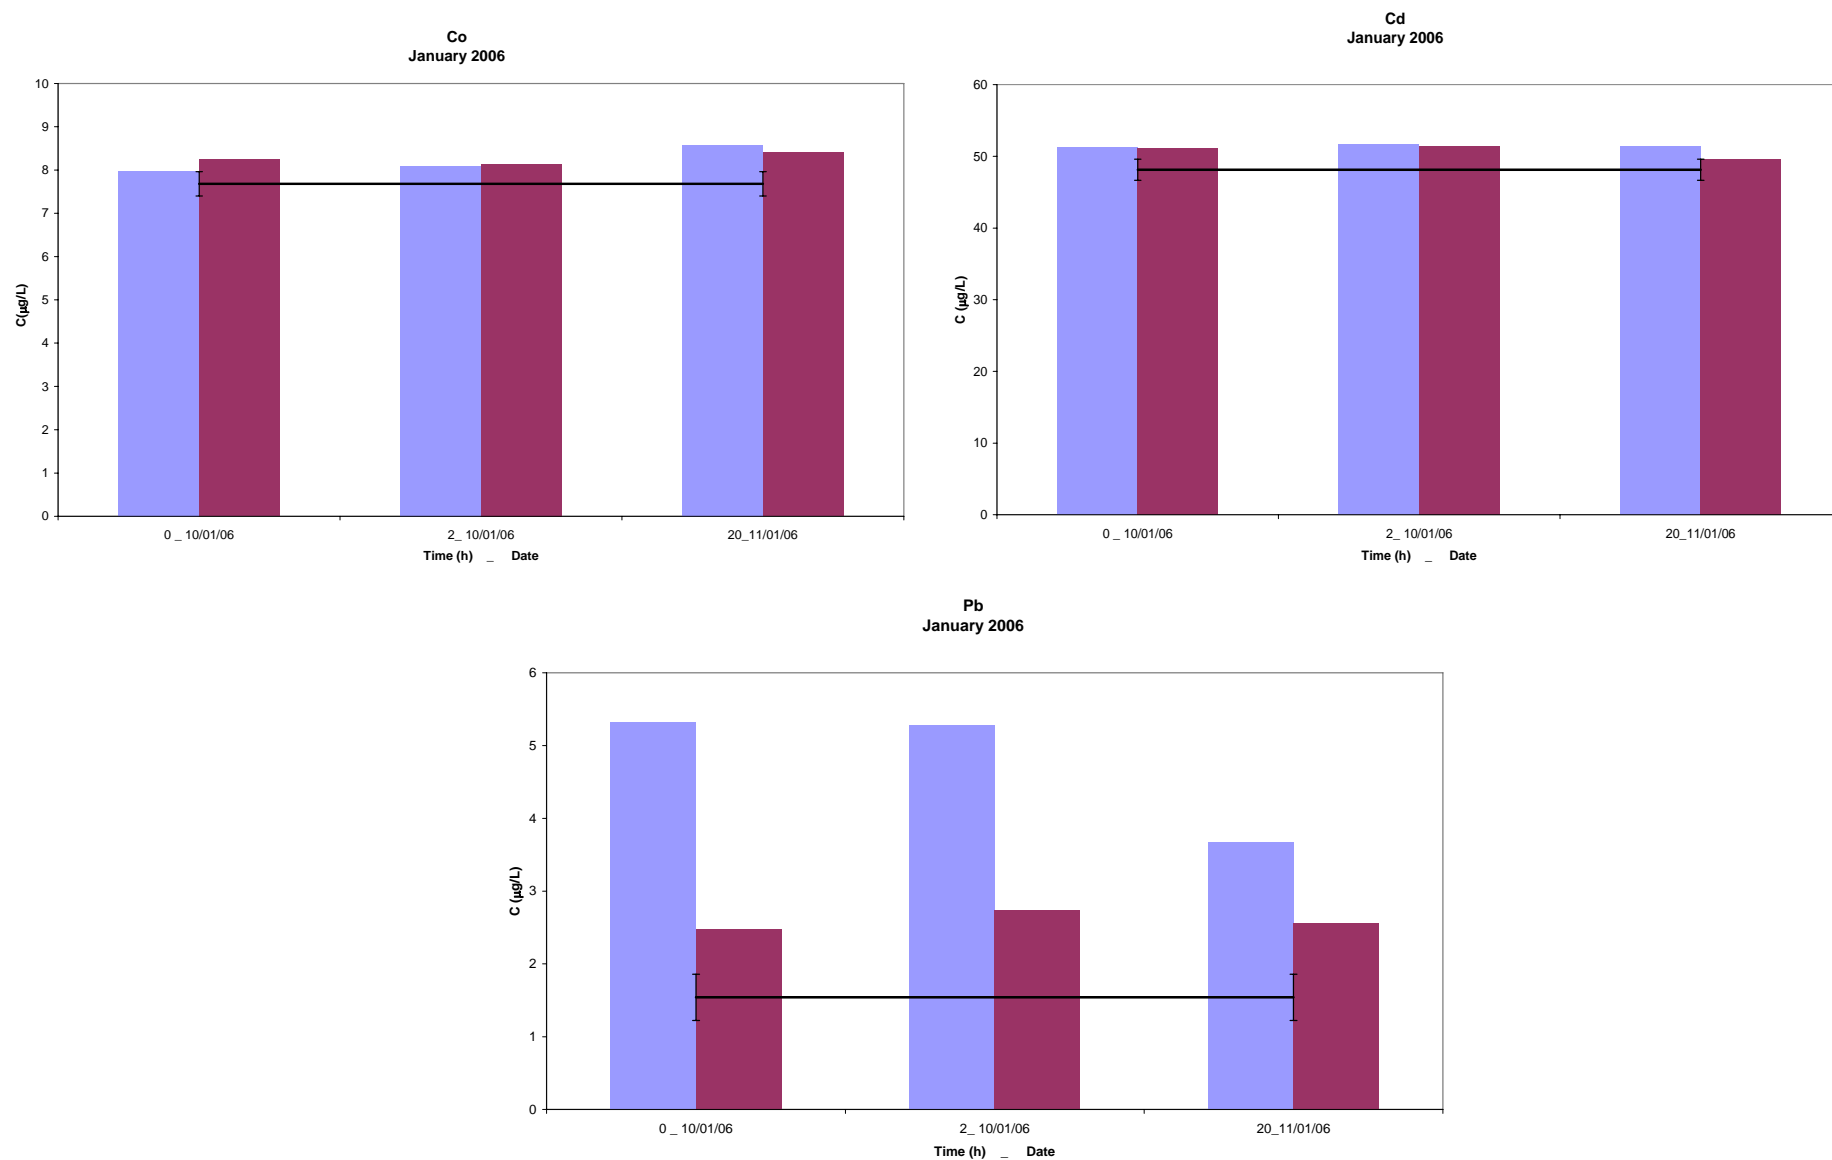 Co
January 2006
10
9
8
7
6
5
4
3
2
1
0
C(µg/L)
0 _ 10/01/06
2_ 10/01/06
20_11/01/06
Time (h) _ Date
Cd
January 2006
60
50
40
30
20
10
0
C (µg/L)
0 _ 10/01/06
2_ 10/01/06
20_11/01/06
Time (h) _ Date
Pb
January 2006
6
5
4
3
2
1
0
C (µg/L)
0 _ 10/01/06
2_ 10/01/06
20_11/01/06
Time (h) _ Date